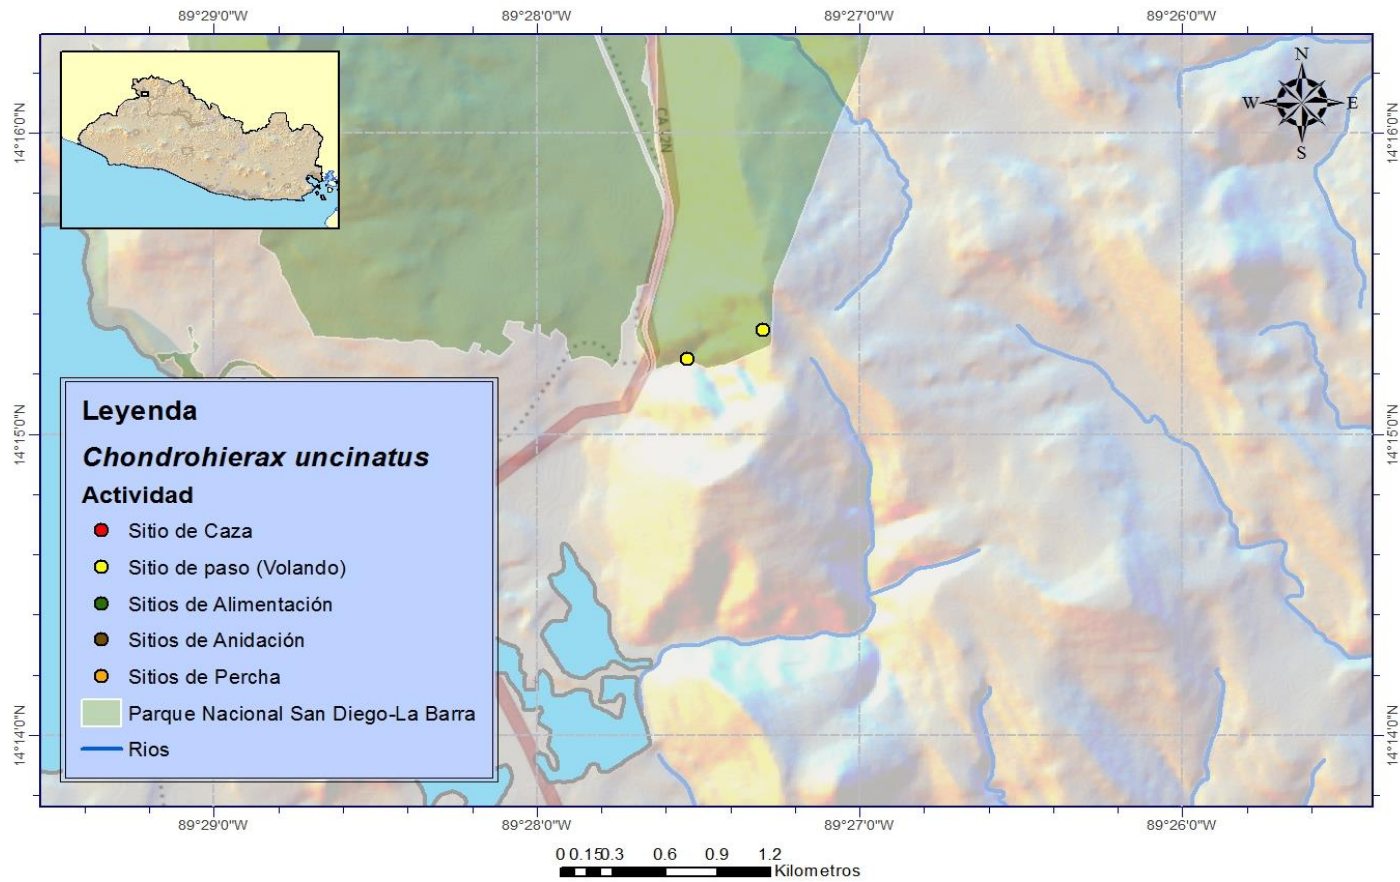 89°29'0"W 89°28'0"W 89°27'0"W 89°26'0"W
N
W E
S
14°16'0"N 14°16'0"N
CA 12N
14°15'0"N 14°15'0"N
Leyenda
Chondrohierax uncinatus
Actividad
Sitio de Caza
Sitio de paso (Volando)
Sitios de Alimentación
Sitios de Anidación
Sitios de Percha
Parque Nacional San Diego-La Barra
Rios
14°14'0"N 14°14'0"N
89°29'0"W 89°28'0"W 89°27'0"W 89°26'0"W
0 0.15 0.3 0.6 0.9 1.2
Kilometros